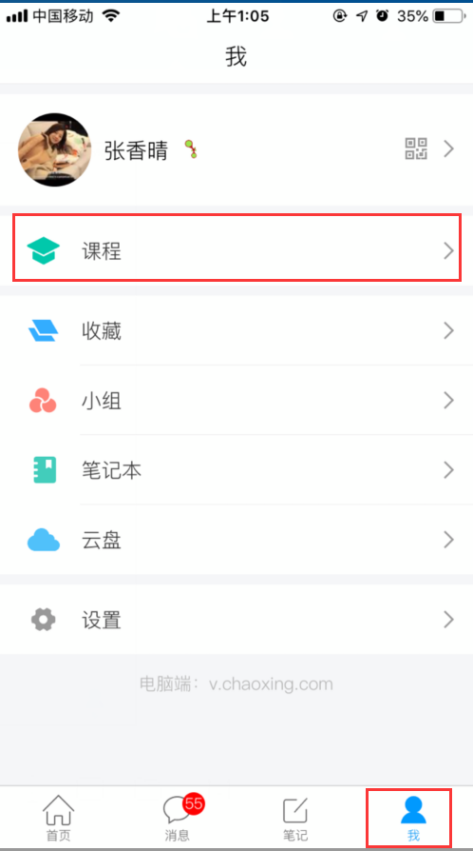 中国移动 上午1:05 35%
我
张香晴
课程
收藏
小组
笔记本
云盘
设置
电脑端：v.chaoxing.com
55
首页 消息 笔记 我